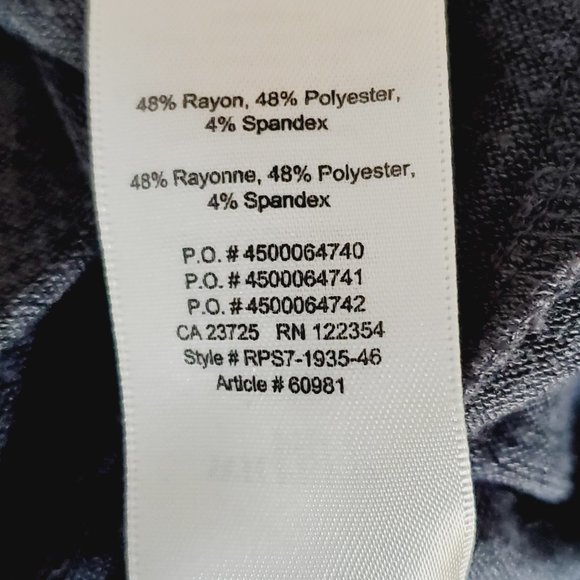 48% Rayon, 48% Polyester,
4% Spandex
48% Rayonne, 48% Polyester,
4% Spandex
P.O. # 4500064740
P.O. # 4500064741
P.O. # 4500064742
CA 23725 RN 122354
Style # RPS7-1935-46
Article # 60981